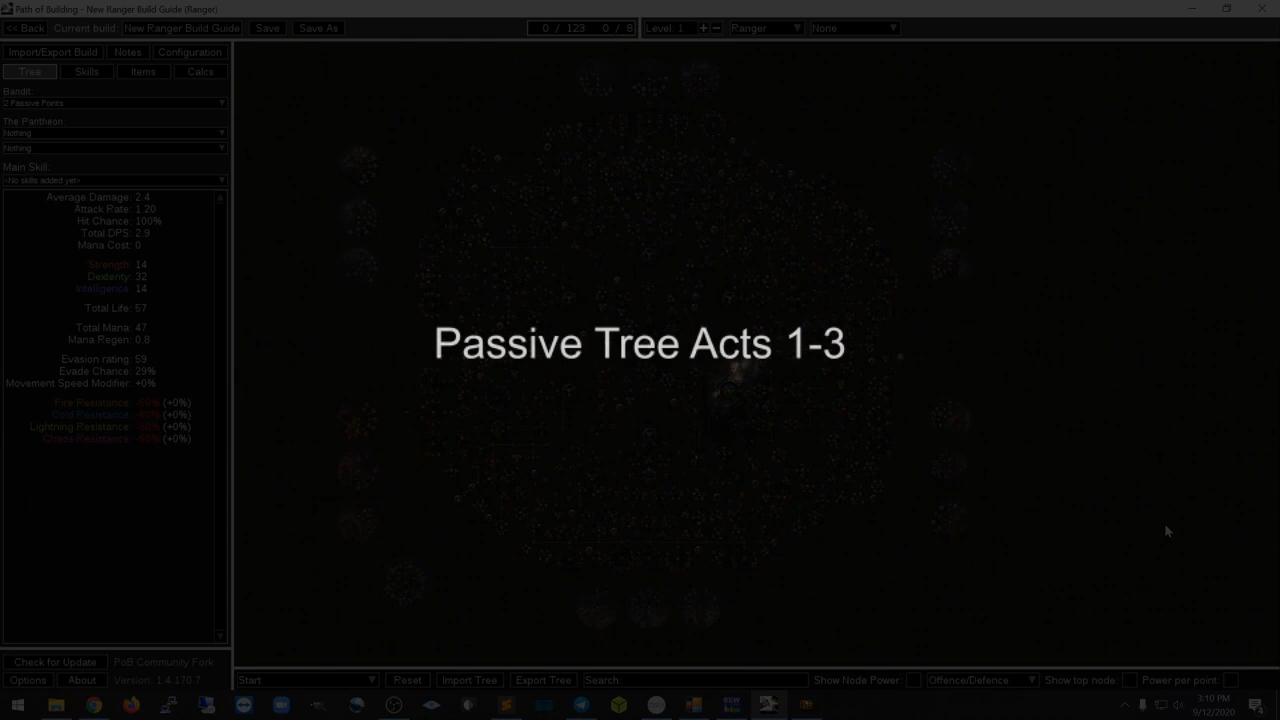 Path of Building - New Ranger Build Guide (Ranger)
<< Back Current build: New Ranger Build Guide Save Save As 0 / 123 0 / 8 Level: 1 + − Ranger None
Import/Export Build Notes Configuration
Tree Skills Items Calcs
Bandit:
2 Passive Points
The Pantheon:
Nothing
Nothing
Main Skill:
<No skills added yet>
Average Damage: 2.4
Attack Rate: 1.20
Hit Chance: 100%
Total DPS: 2.9
Mana Cost: 0
Strength: 14
Dexterity: 32
Intelligence: 14
Total Life: 57
Total Mana: 47
Mana Regen: 0.8
Evasion rating: 59
Evade Chance: 29%
Movement Speed Modifier: +0%
Fire Resistance: -60% (+0%)
Cold Resistance: -60% (+0%)
Lightning Resistance: -60% (+0%)
Chaos Resistance: -60% (+0%)
Passive Tree Acts 1-3
Check for Update PoB Community Fork
Options About Version: 1.4.170.7
Start Reset Import Tree Export Tree Search: Show Node Power: Offence/Defence Show top node: Power per point:
3:10 PM
9/12/2020